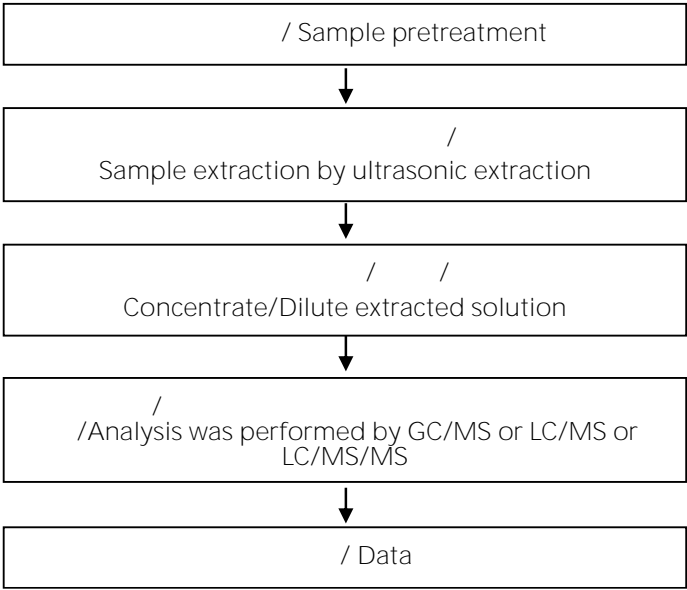 / Sample pretreatment
/
Sample extraction by ultrasonic extraction
/ /
Concentrate/Dilute extracted solution
/
/Analysis was performed by GC/MS or LC/MS or
LC/MS/MS
/ Data